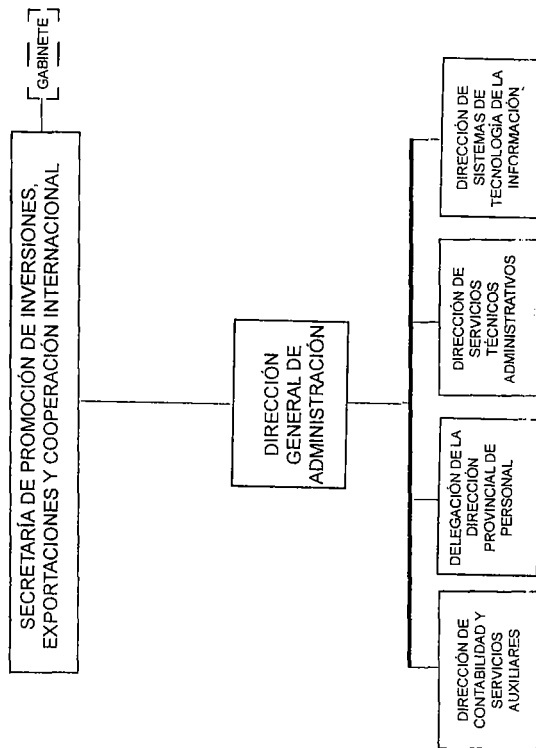 SECRETARÍA DE PROMOCIÓN DE INVERSIONES,
EXPORTACIONES Y COOPERACIÓN INTERNACIONAL
GABINETE
DIRECCIÓN
GENERAL DE
ADMINISTRACIÓN
DIRECCIÓN DE
CONTABILIDAD Y
SERVICIOS
AUXILIARES
DELEGACIÓN DE LA
DIRECCIÓN
PROVINCIAL DE
PERSONAL
DIRECCIÓN DE
SERVICIOS
TÉCNICOS
ADMINISTRATIVOS
DIRECCIÓN DE
SISTEMAS DE
TECNOLOGÍA DE LA
INFORMACIÓN